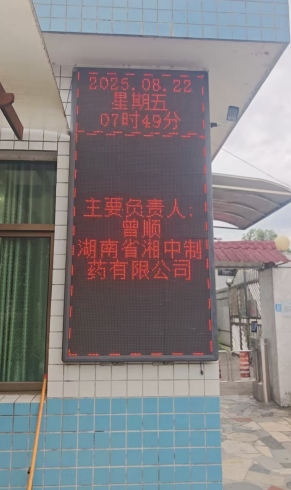 2025.08.22
星期五
07时49分
主要负责人:
曾顺
湖南省湘中制
药有限公司